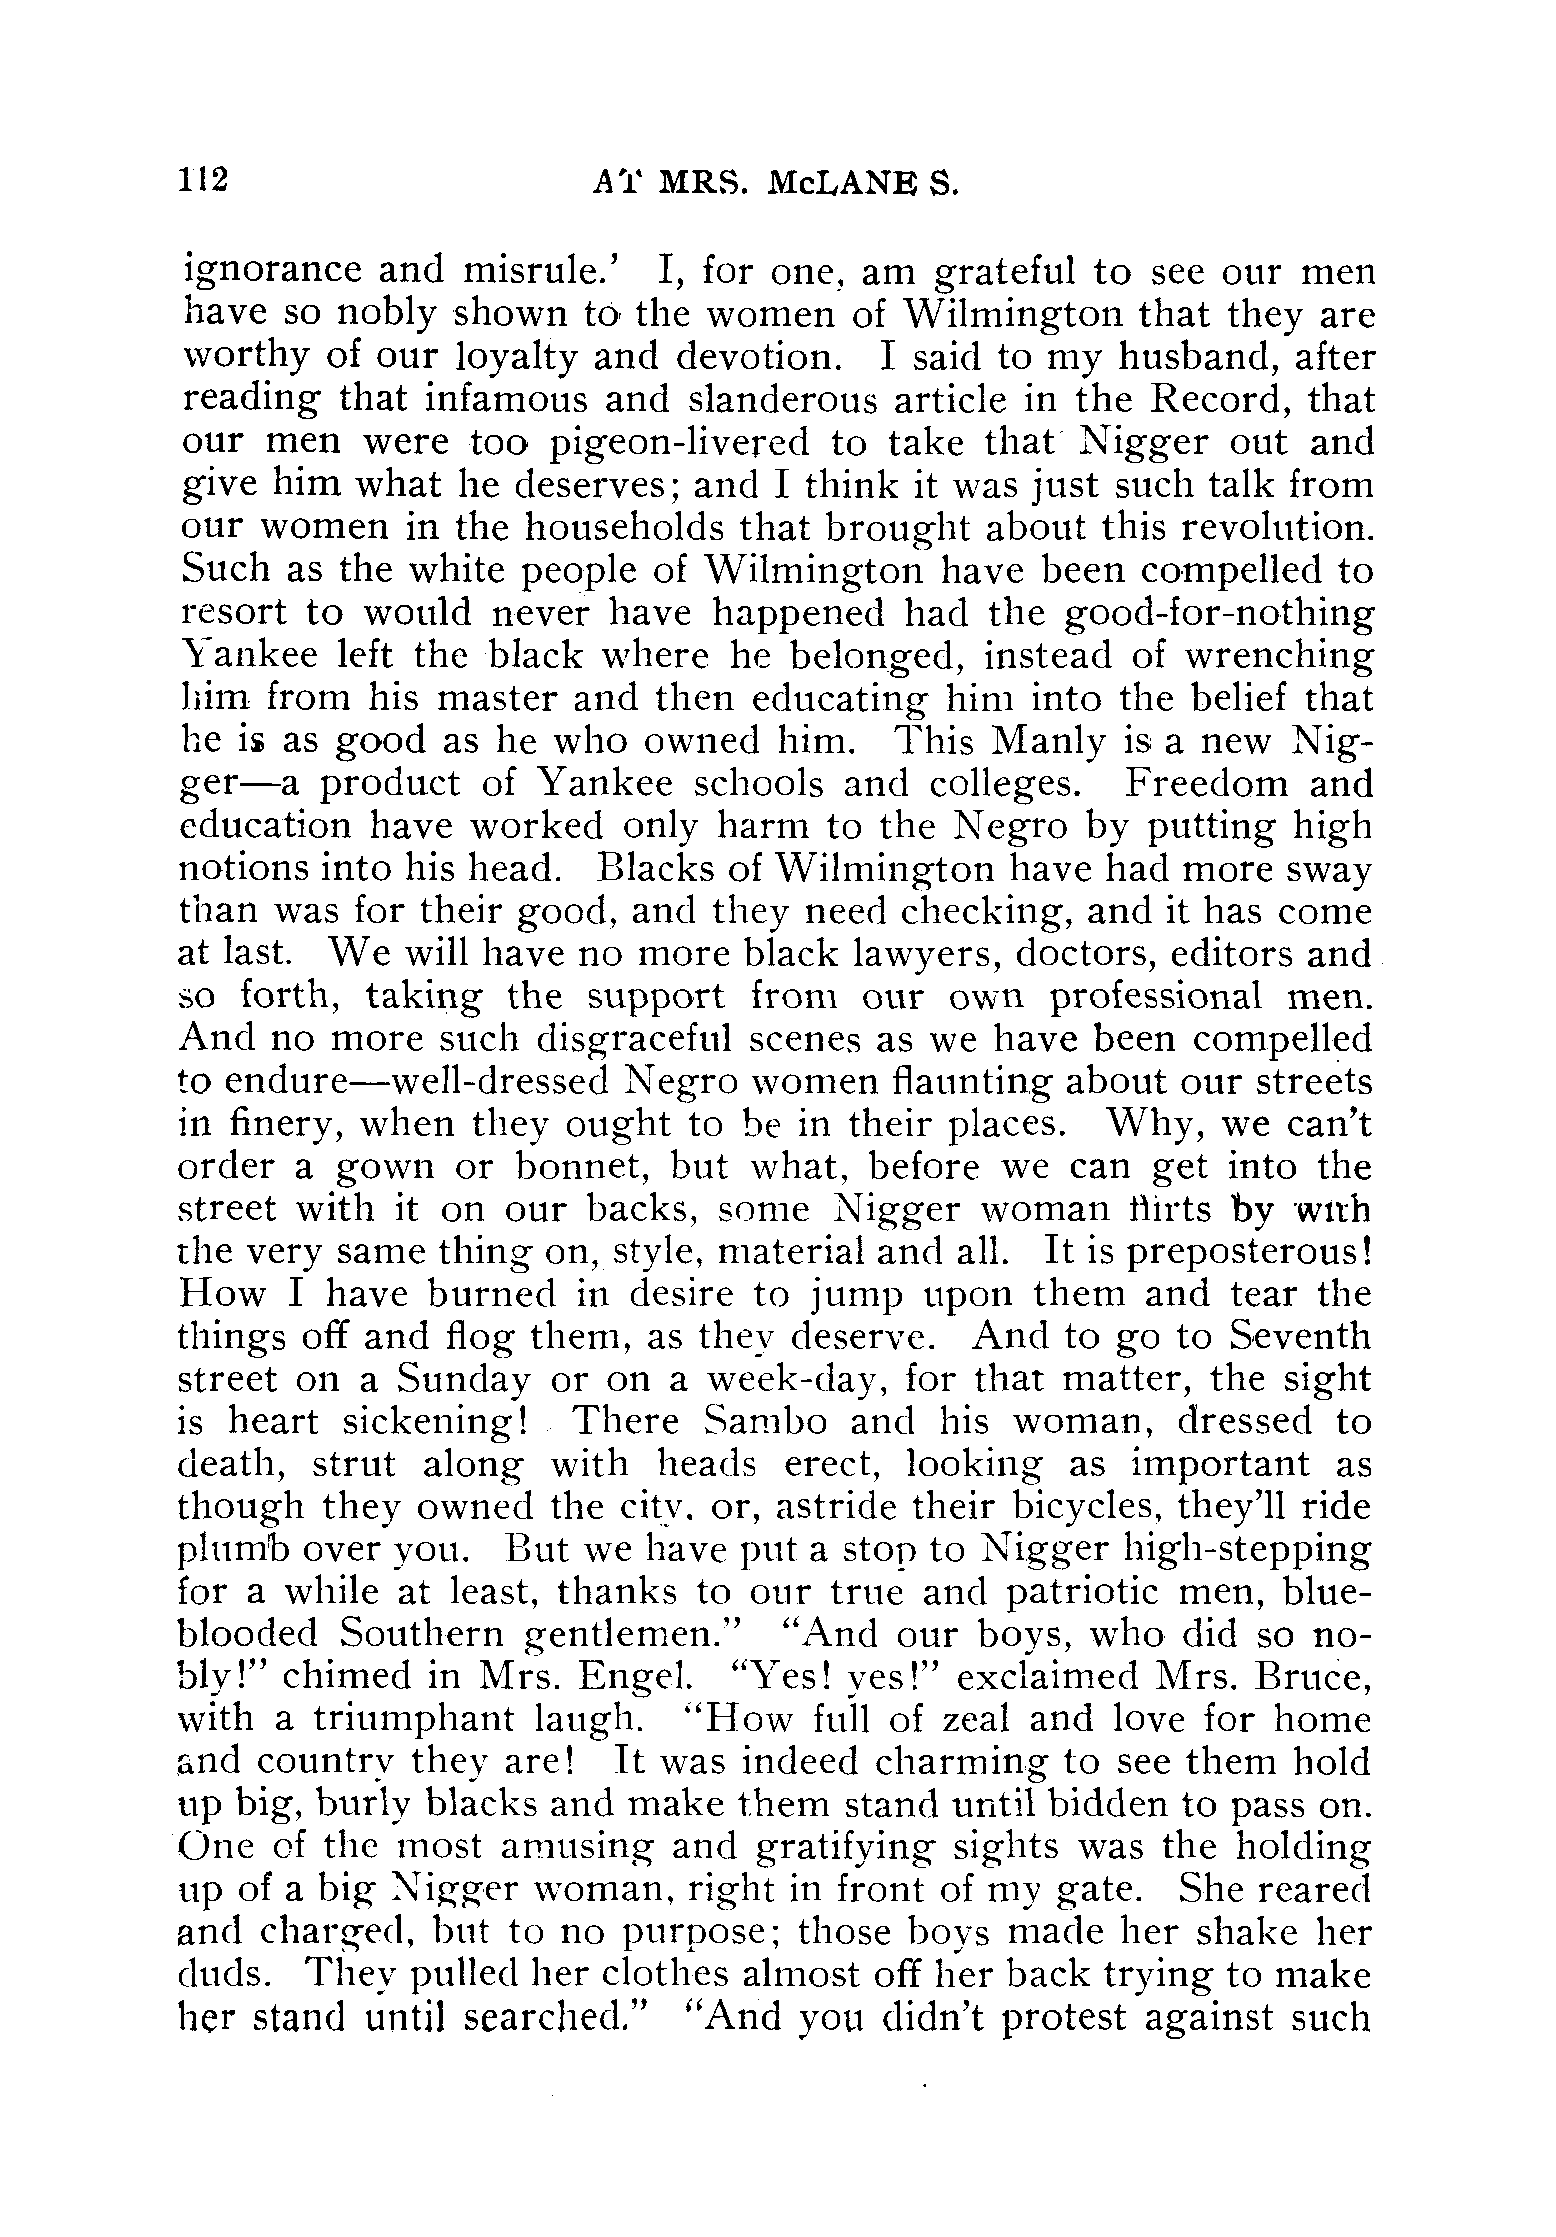 112 AT MRS. McLANE S.
ignorance and misrule.' I, for one, am grateful to see our men
have so nobly shown to the women of Wilmington that they are
worthy of our loyalty and devotion. I said to my husband, after
reading that infamous and slanderous article in the Record, that
our men were too pigeon-livered to take that Nigger out and
give him what he deserves; and I think it was just such talk from
our women in the households that brought about this revolution.
Such as the white people of Wilmington have been compelled to
resort to would never have happened had the good-for-nothing
Yankee left the black where he belonged, instead of wrenching
him from his master and then educating him into the belief that
he is as good as he who owned him. This Manly is a new Nig-
ger—a product of Yankee schools and colleges. Freedom and
education have worked only harm to the Negro by putting high
notions into his head. Blacks of Wilmington have had more sway
than was for their good, and they need checking, and it has come
at last. We will have no more black lawyers, doctors, editors and
so forth, taking the support from our own professional men.
And no more such disgraceful scenes as we have been compelled
to endure—well-dressed Negro women flaunting about our streets
in finery, when they ought to be in their places. Why, we can't
order a gown or bonnet, but what, before we can get into the
street with it on our backs, some Nigger woman flirts by with
the very same thing on, style, material and all. It is preposterous!
How I have burned in desire to jump upon them and tear the
things off and flog them, as they deserve. And to go to Seventh
street on a Sunday or on a week-day, for that matter, the sight
is heart sickening! There Sambo and his woman, dressed to
death, strut along with heads erect, looking as important as
though they owned the city. or, astride their bicycles, they'll ride
plumb over you. But we have put a stop to Nigger high-stepping
for a while at least, thanks to our true and patriotic men, blue-
blooded Southern gentlemen." "And our boys, who did so no-
bly!" chimed in Mrs. Engel. "Yes! yes!" exclaimed Mrs. Bruce,
with a triumphant laugh. "How full of zeal and love for home
and country they are! It was indeed charming to see them hold
up big, burly blacks and make them stand until bidden to pass on.
One of the most amusing and gratifying sights was the holding
up of a big Nigger woman, right in front of my gate. She reared
and charged, but to no purpose; those boys made her shake her
duds. They pulled her clothes almost off her back trying to make
her stand until searched." "And you didn't protest against such